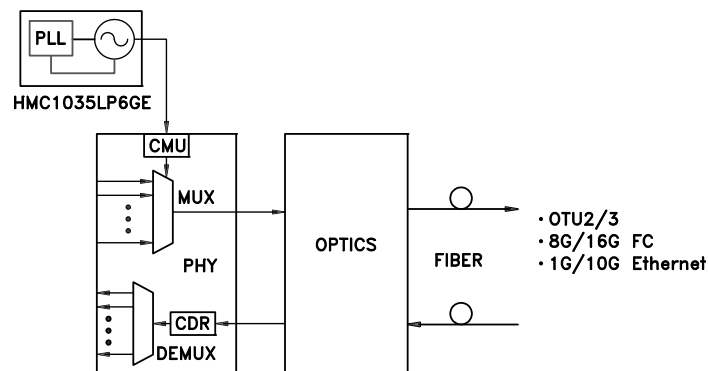 PLL
HMC1035LP6GE
CMU
MUX
PHY
CDR
DEMUX
OPTICS
FIBER
· OTU2/3
· 8G/16G FC
· 1G/10G Ethernet